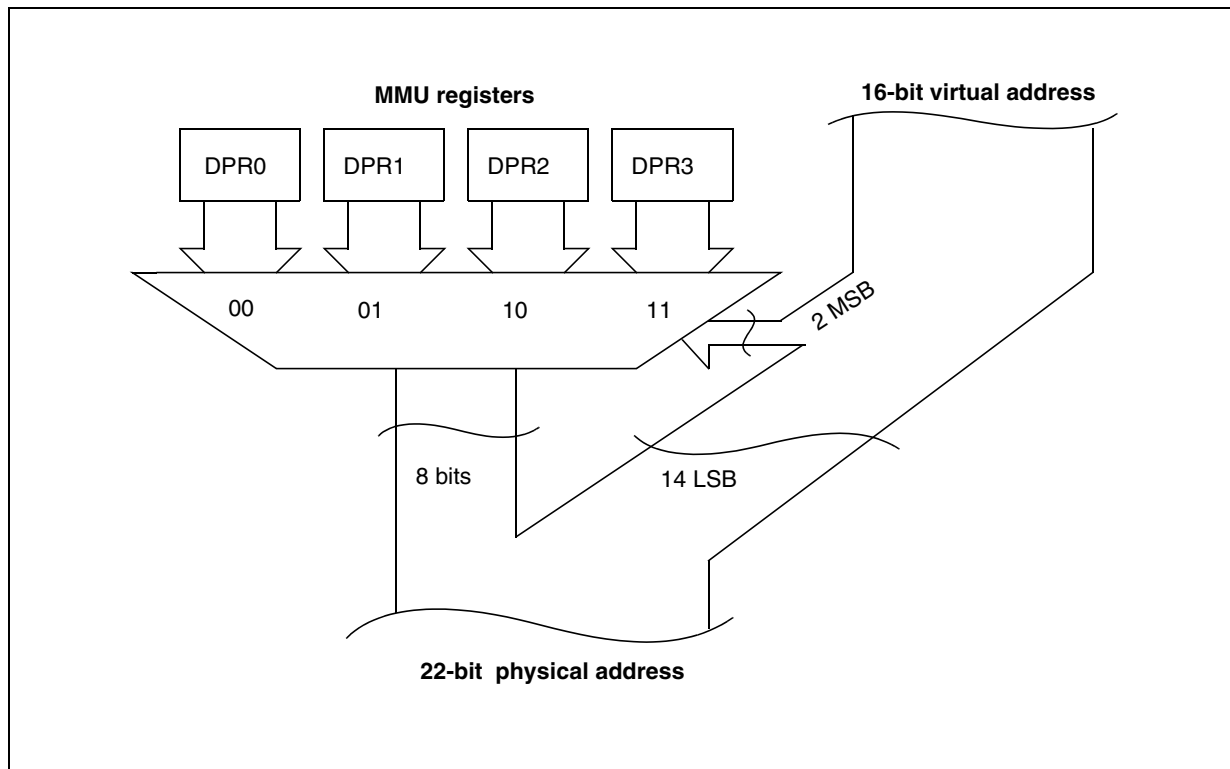 MMU registers
16-bit virtual address
DPR0
DPR1
DPR2
DPR3
00
01
10
11
2 MSB
8 bits
14 LSB
22-bit physical address